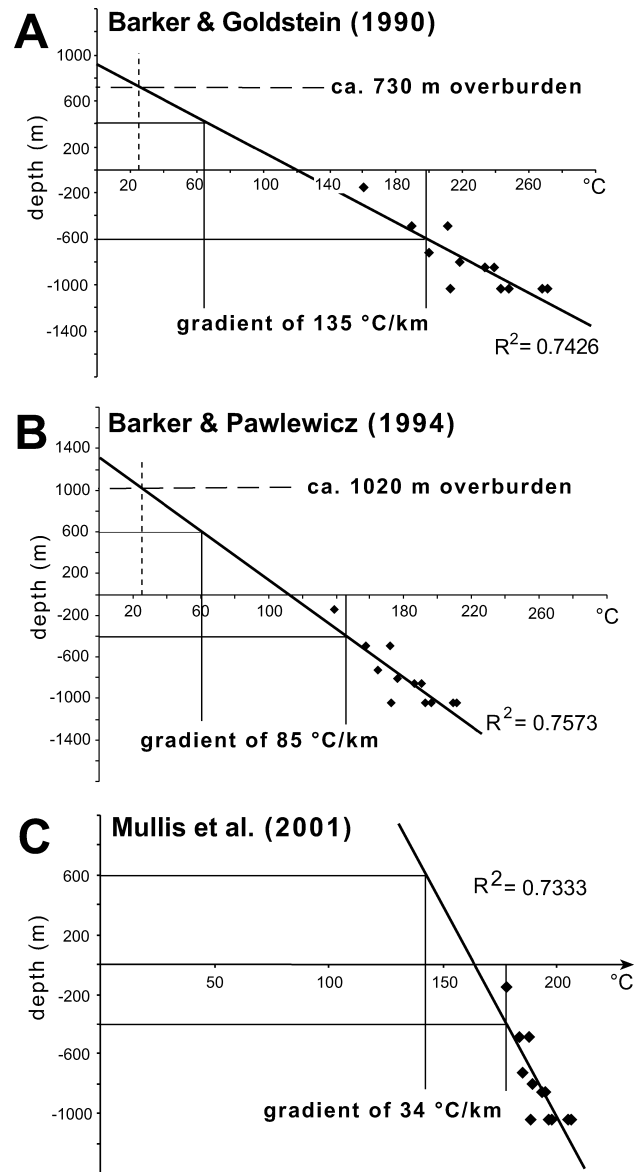 A Barker & Goldstein (1990)
1000
ca. 730 m overburden
600
200
20 60 100 140 180 220 260 °C
-200
-600
-1000
-1400
depth (m)
gradient of 135 °C/km
R2= 0.7426
B Barker & Pawlewicz (1994)
1400
1000
ca. 1020 m overburden
600
200
20 60 100 180 220 260 °C
-200
-600
-1000
-1400
depth (m)
R2= 0.7573
gradient of 85 °C/km
C Mullis et al. (2001)
600
R2= 0.7333
200
50 100 150 200 °C
-200
-600
-1000
depth (m)
gradient of 34 °C/km